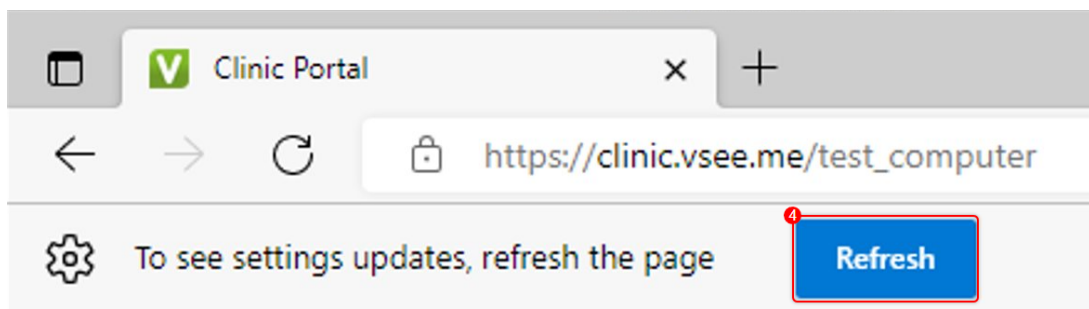 V Clinic Portal
https://clinic.vsee.me/test_computer
4
To see settings updates, refresh the page Refresh